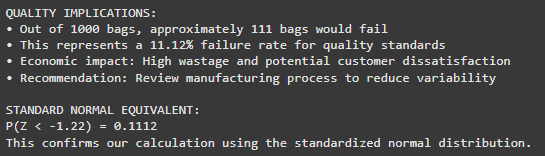 QUALITY IMPLICATIONS:
• Out of 1000 bags, approximately 111 bags would fail
• This represents a 11.12% failure rate for quality standards
• Economic impact: High wastage and potential customer dissatisfaction
• Recommendation: Review manufacturing process to reduce variability
STANDARD NORMAL EQUIVALENT:
P(Z < -1.22) = 0.1112
This confirms our calculation using the standardized normal distribution.